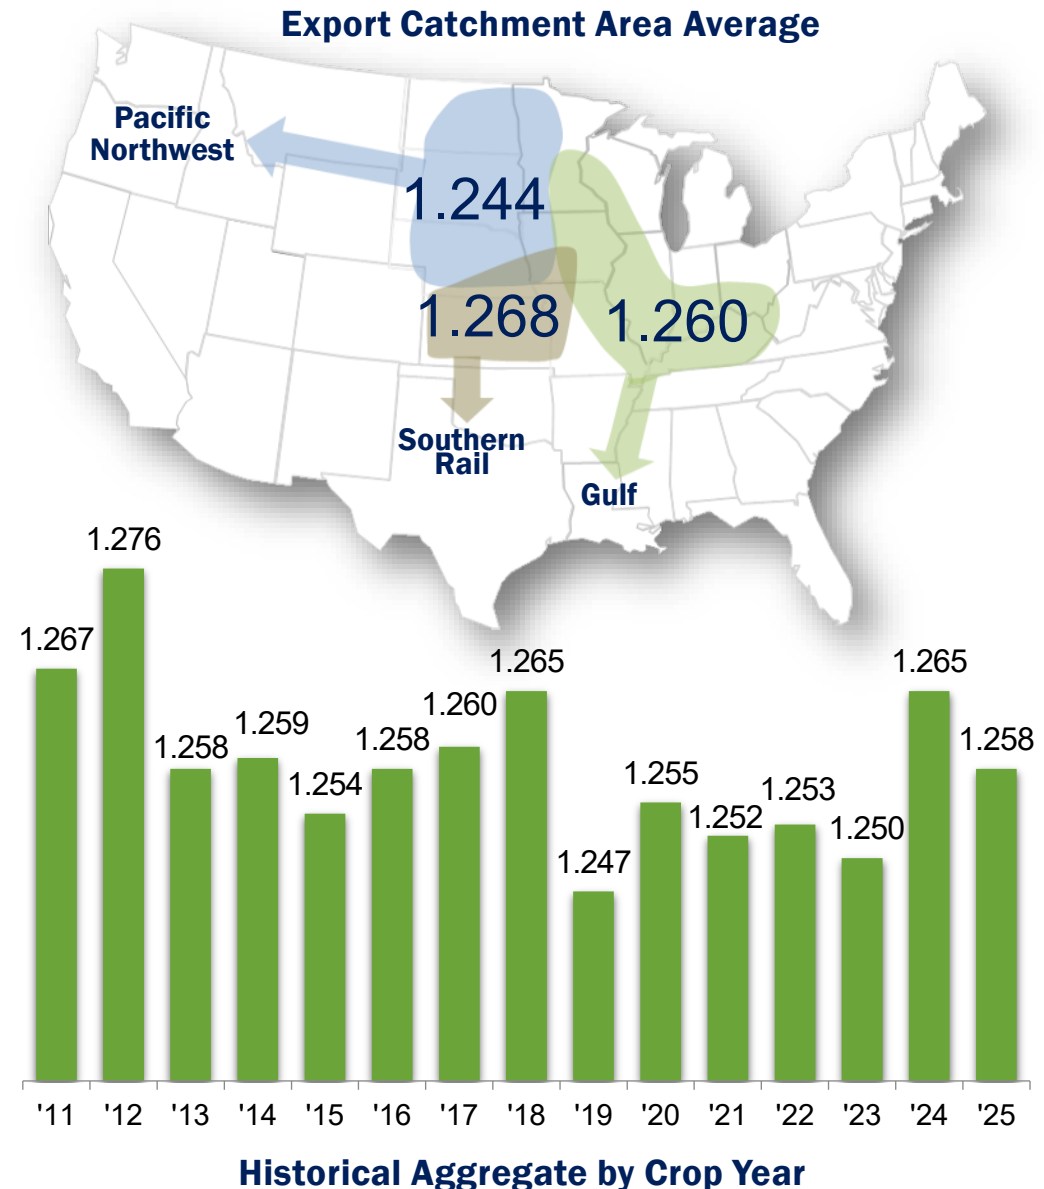 Export Catchment Area Average
Pacific
Northwest
1.244
1.268
1.260
Southern
Rail
Gulf
1.267
1.276
1.258
1.259
1.254
1.258
1.260
1.265
1.247
1.255
1.252
1.253
1.250
1.265
1.258
'11 '12 '13 '14 '15 '16 '17 '18 '19 '20 '21 '22 '23 '24 '25
Historical Aggregate by Crop Year